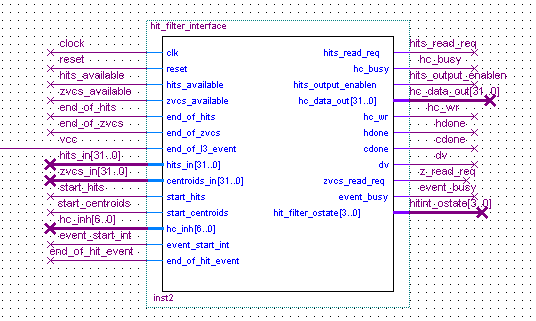 hit_filter_interface
clock clk hits_read_req hits_read_req
reset reset hc_busy hc_busy
hits_available hits_available hits_output_enable hits_output_enablen
zvcs_available zvcs_available hc_data_out[31..0] hc_data_out[31..0]
end_of_hits end_of_hits hc_wr hc_wr
end_of_zvcs end_of_zvcs hdone hdone
vcc end_of_l3_event cdone cdone
hits_in[31..0] hits_in[31..0] dv dv
zvcs_in[31..0] centroids_in[31..0] zvcs_read_req z_read_req
start_hits start_hits event_busy event_busy
start_centroids start_centroids hit_filter_ostate[3..0] hitint_ostate[3..0]
hc_inh[6..0] hc_inh[6..0]
event_start_int event_start_int
end_of_hit_event end_of_hit_event
inst2